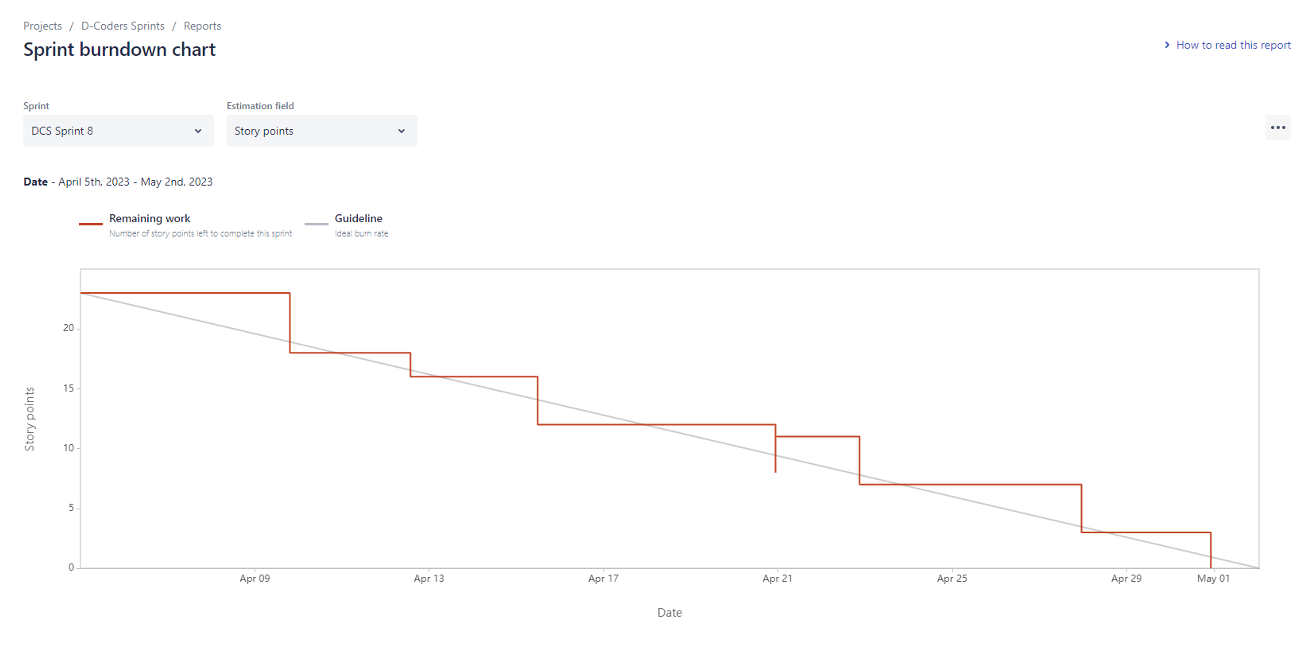 Projects / D-Coders Sprints / Reports
Sprint burndown chart
How to read this report
Sprint
Estimation field
DCS Sprint 8
Story points
Date - April 5th, 2023 - May 2nd, 2023
Remaining work
Number of story points left to complete this sprint
Guideline
Ideal burn rate
Story points
20
15
10
5
0
Apr 09 Apr 13 Apr 17 Apr 21 Apr 25 Apr 29 May 01
Date